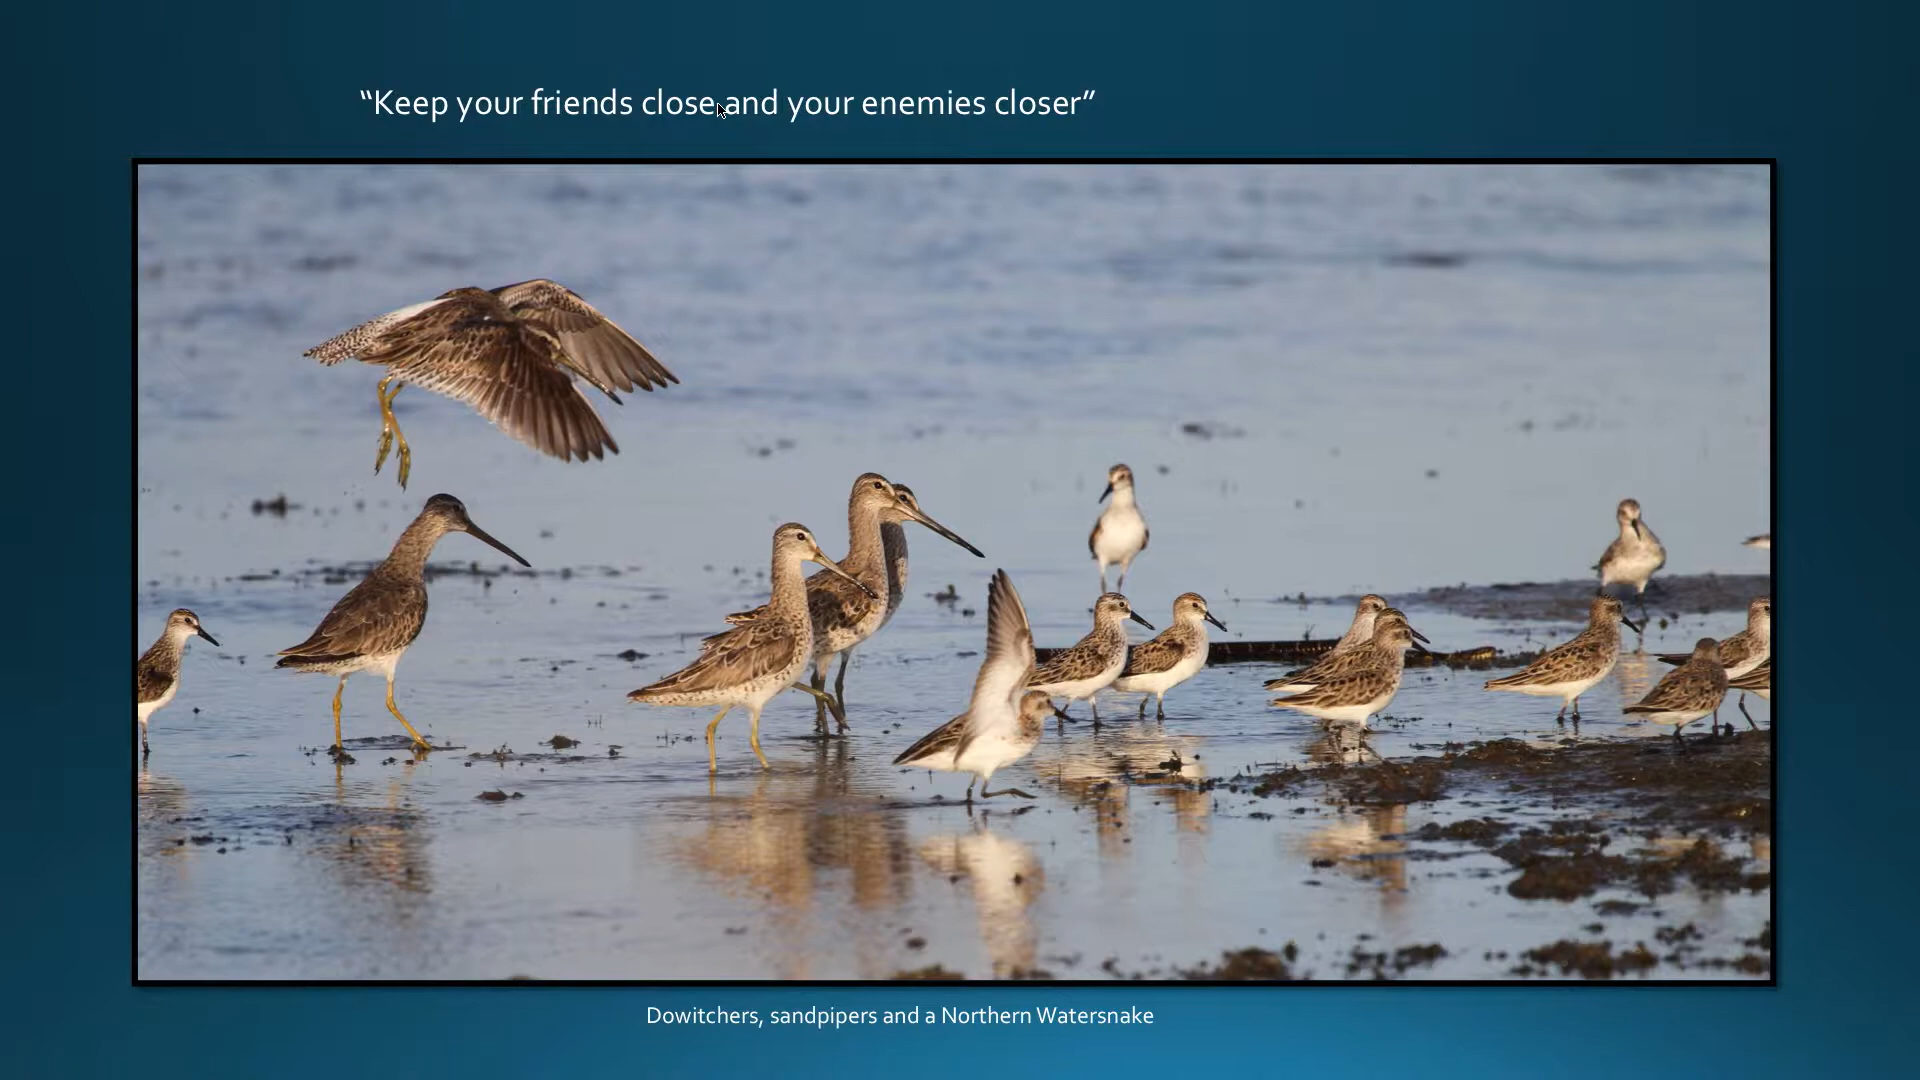 “Keep your friends close and your enemies closer”
Dowitchers, sandpipers and a Northern Watersnake